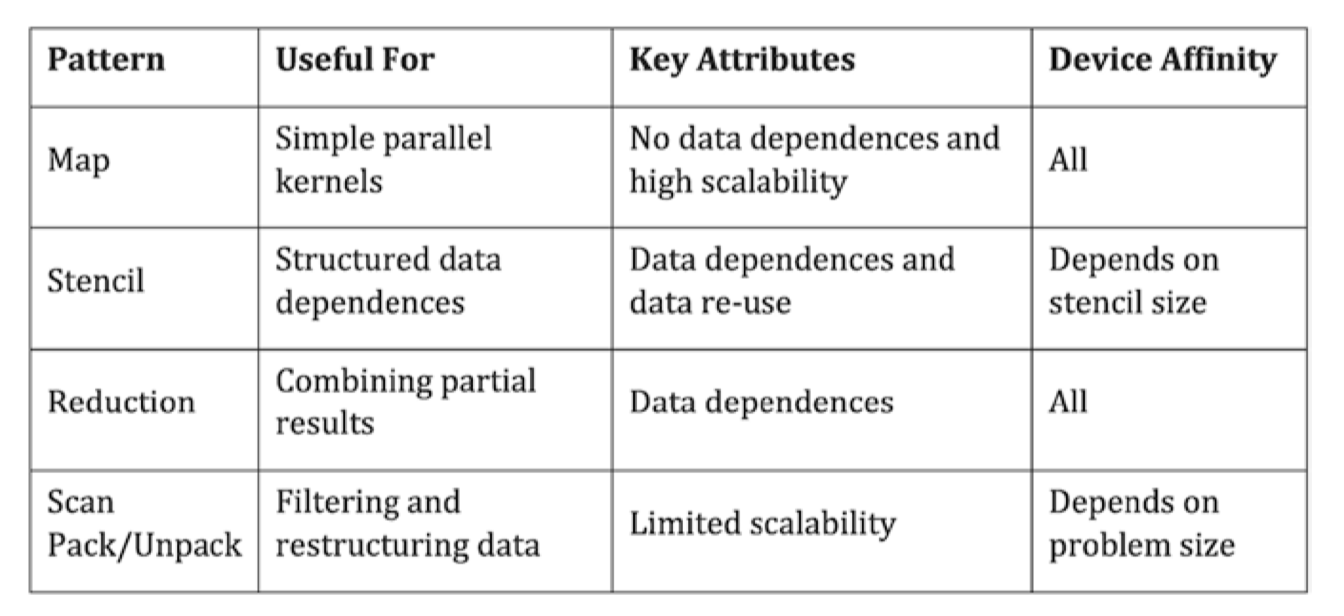 Pattern
Useful For
Key Attributes
Device Affinity
Map
Simple parallel
kernels
No data dependences and
high scalability
All
Stencil
Structured data
dependences
Data dependences and
data re-use
Depends on
stencil size
Reduction
Combining partial
results
Data dependences
All
Scan
Pack/Unpack
Filtering and
restructuring data
Limited scalability
Depends on
problem size